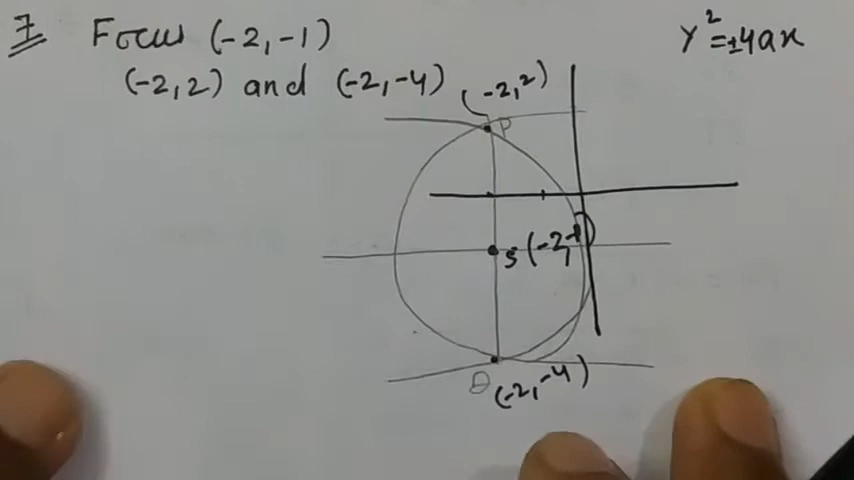 7 Focus (-2,-1)
y²=±4ax
(-2,2) and (-2,-4)
(-2,2)
P
S(-2,-1)
Q
(-2,-4)